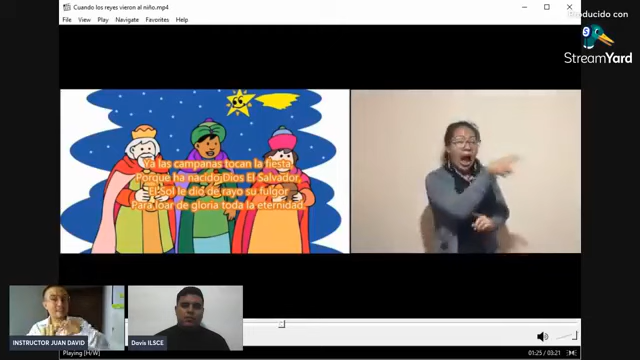 Cuando los reyes vieron al niño.mp4
File View Play Navigate Favorites Help
Producido con
StreamYard
Ya las campanas tocan la fiesta,
Porque ha nacido Dios El Salvador,
El Sol le dió de rayo su fulgor
Para loar de gloria toda la eternidad.
INSTRUCTOR JUAN DAVID
Dovis ILSCE
Playing [H/W]
01:25 / 03:21